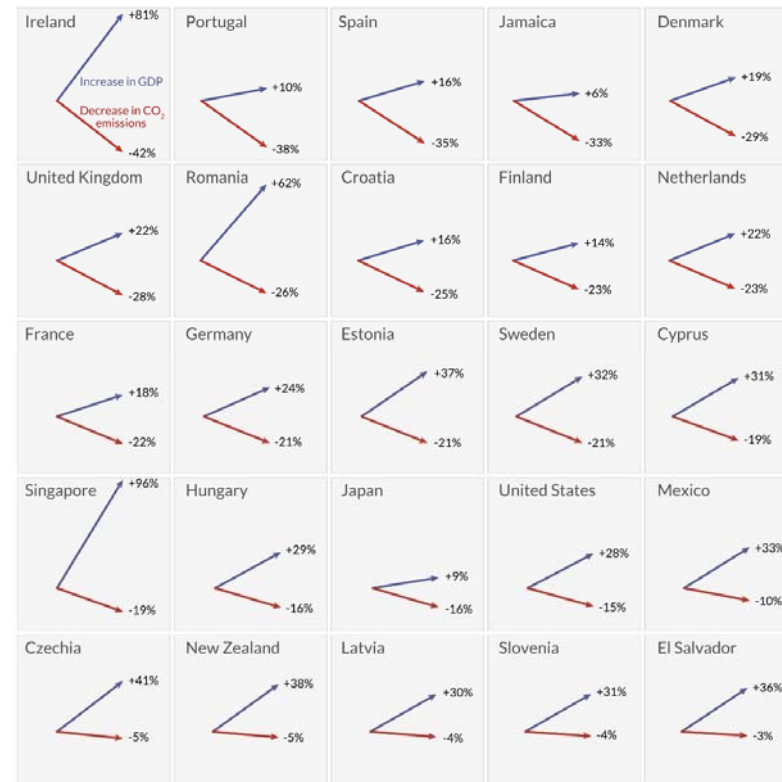 Ireland
+81%
Increase in GDP
Decrease in CO₂
emissions
-42%
Portugal
+10%
-38%
Spain
+16%
-35%
Jamaica
+6%
-33%
Denmark
+19%
-29%
United Kingdom
+22%
-28%
Romania
+62%
-26%
Croatia
+16%
-25%
Finland
+14%
-23%
Netherlands
+22%
-23%
France
+18%
-22%
Germany
+24%
-21%
Estonia
+37%
-21%
Sweden
+32%
-21%
Cyprus
+31%
-19%
Singapore
+96%
-19%
Hungary
+29%
-16%
Japan
+9%
-16%
United States
+28%
-15%
Mexico
+33%
-10%
Czechia
+41%
-5%
New Zealand
+38%
-5%
Latvia
+30%
-4%
Slovenia
+31%
-4%
El Salvador
+36%
-3%